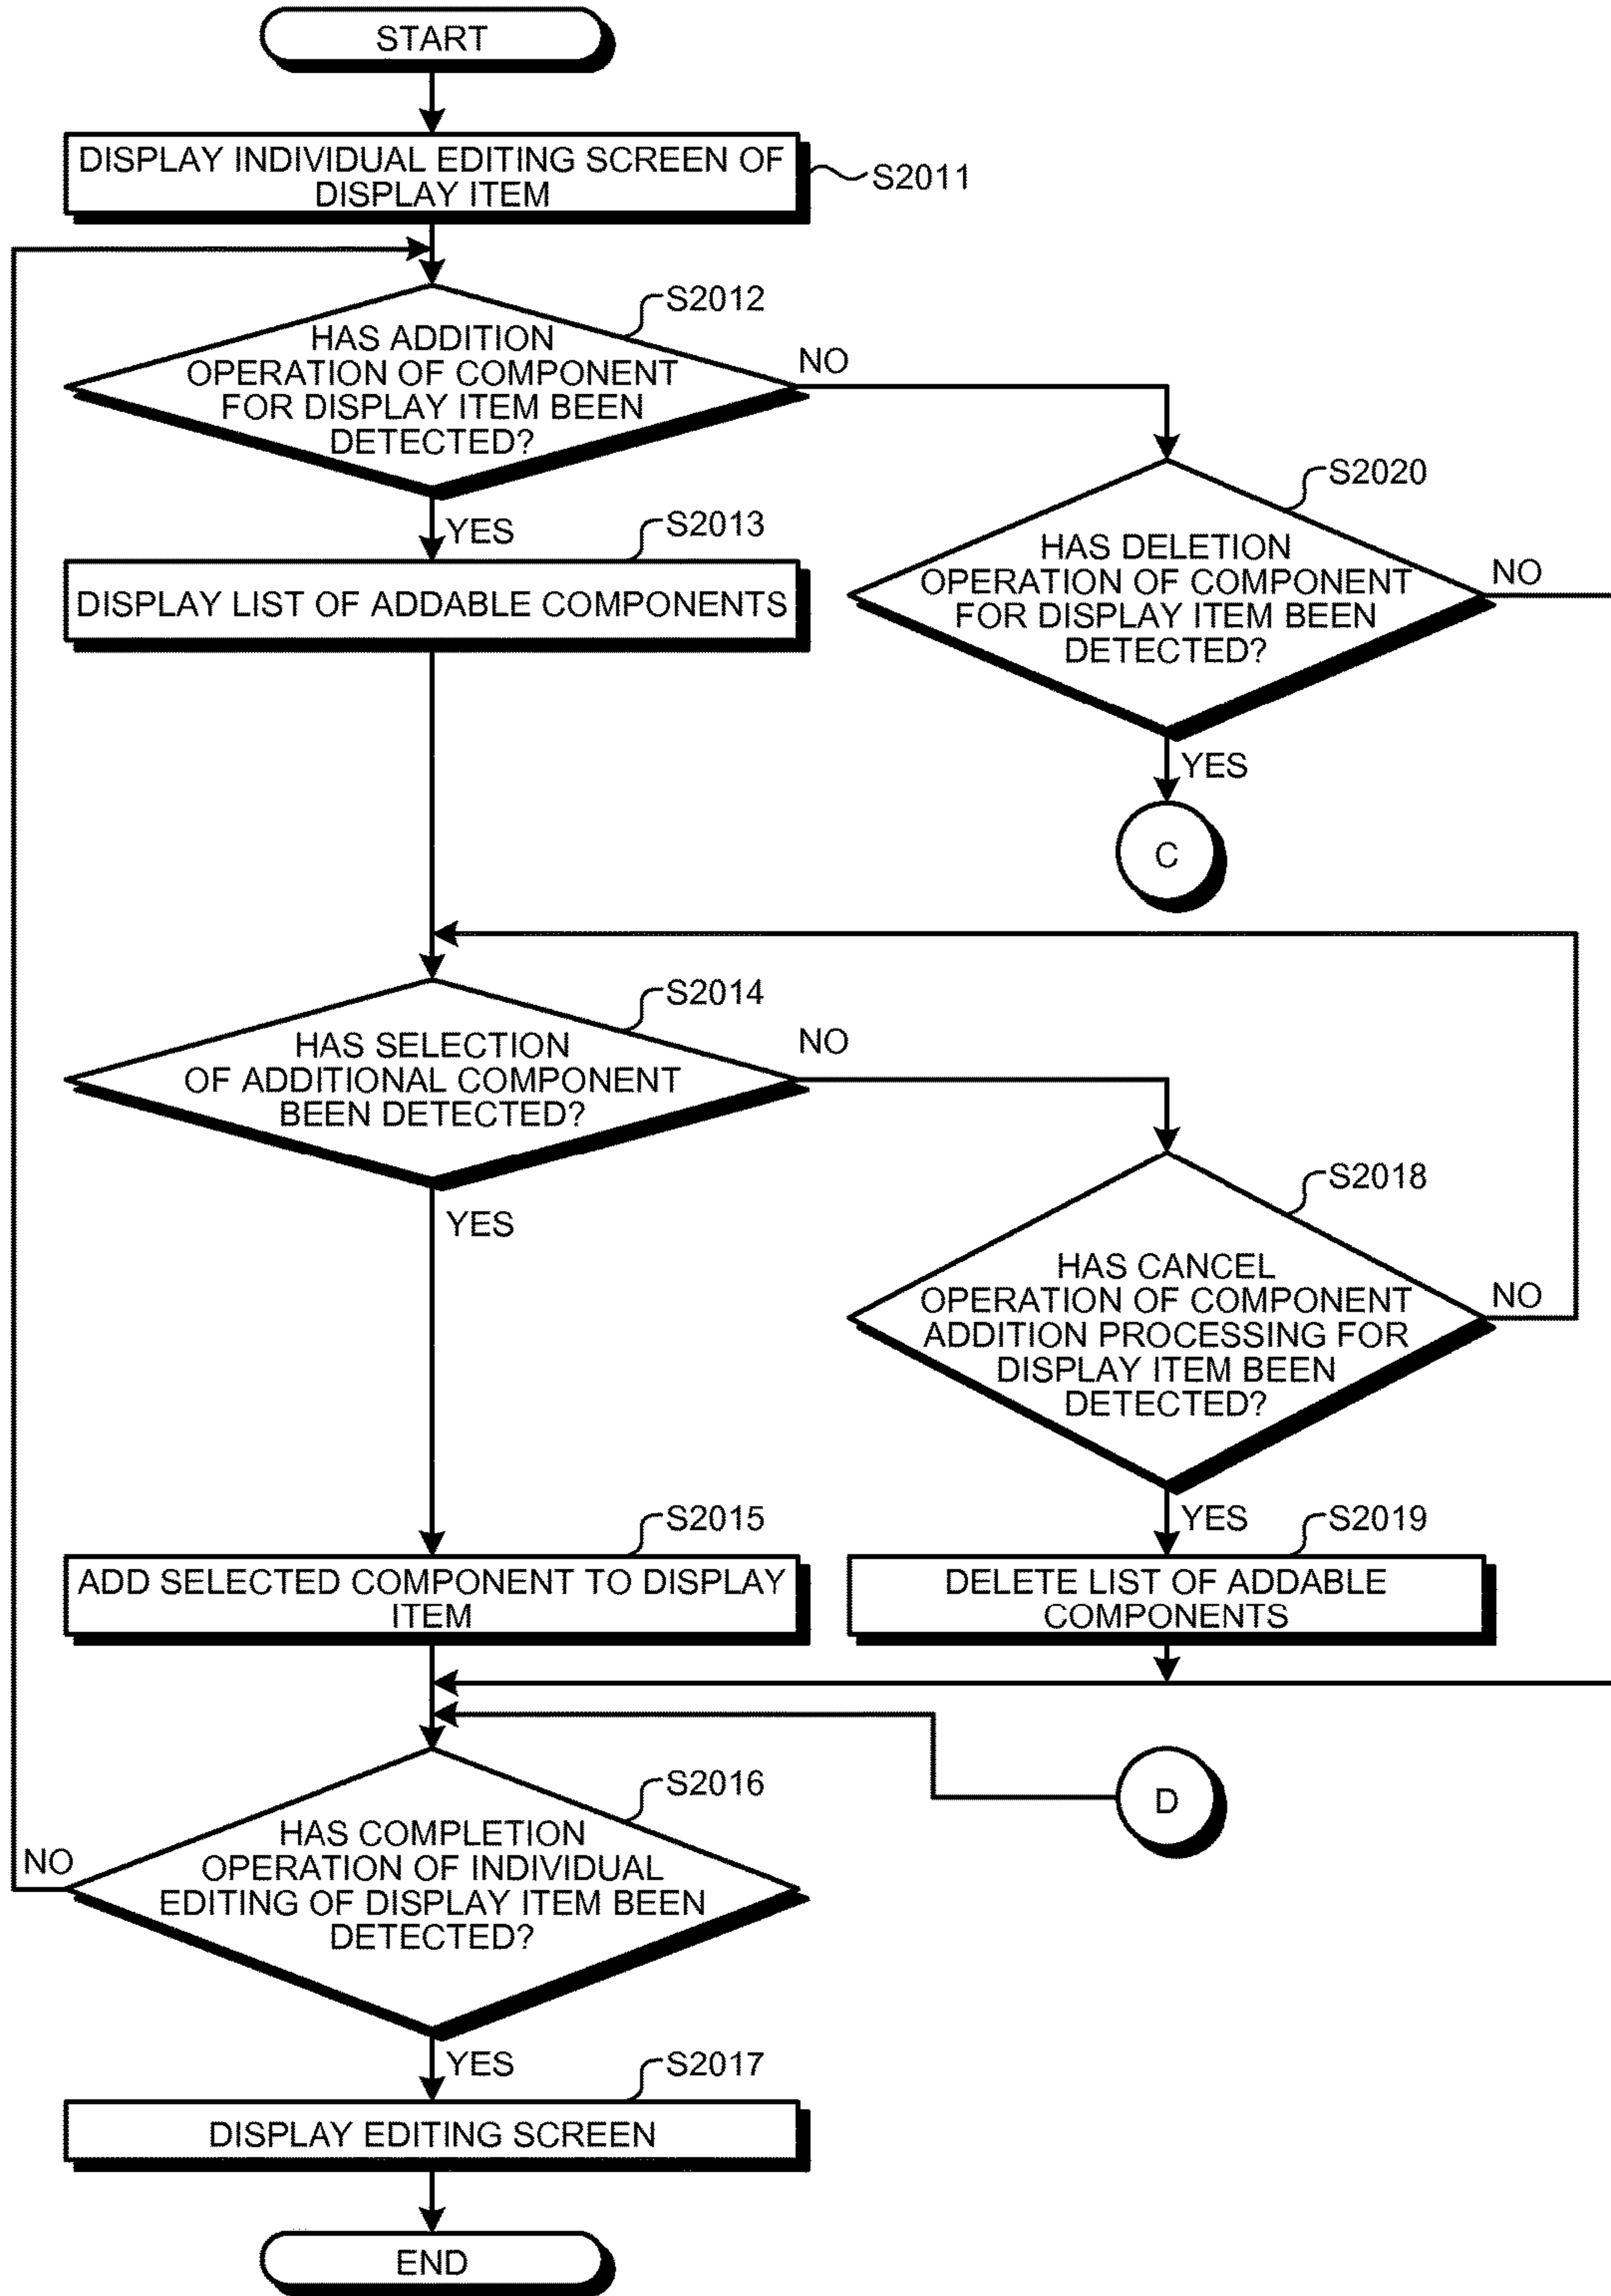 START
DISPLAY INDIVIDUAL EDITING SCREEN OF
DISPLAY ITEM
S2011
S2012
HAS ADDITION
OPERATION OF COMPONENT
FOR DISPLAY ITEM BEEN
DETECTED?
NO
YES
S2020
HAS DELETION
OPERATION OF COMPONENT
FOR DISPLAY ITEM BEEN
DETECTED?
NO
YES
C
S2013
DISPLAY LIST OF ADDABLE COMPONENTS
S2014
HAS SELECTION
OF ADDITIONAL COMPONENT
BEEN DETECTED?
NO
YES
S2018
HAS CANCEL
OPERATION OF COMPONENT
ADDITION PROCESSING FOR
DISPLAY ITEM BEEN
DETECTED?
NO
YES
S2015
ADD SELECTED COMPONENT TO DISPLAY
ITEM
S2019
DELETE LIST OF ADDABLE
COMPONENTS
D
S2016
HAS COMPLETION
OPERATION OF INDIVIDUAL
EDITING OF DISPLAY ITEM BEEN
DETECTED?
NO
YES
S2017
DISPLAY EDITING SCREEN
END